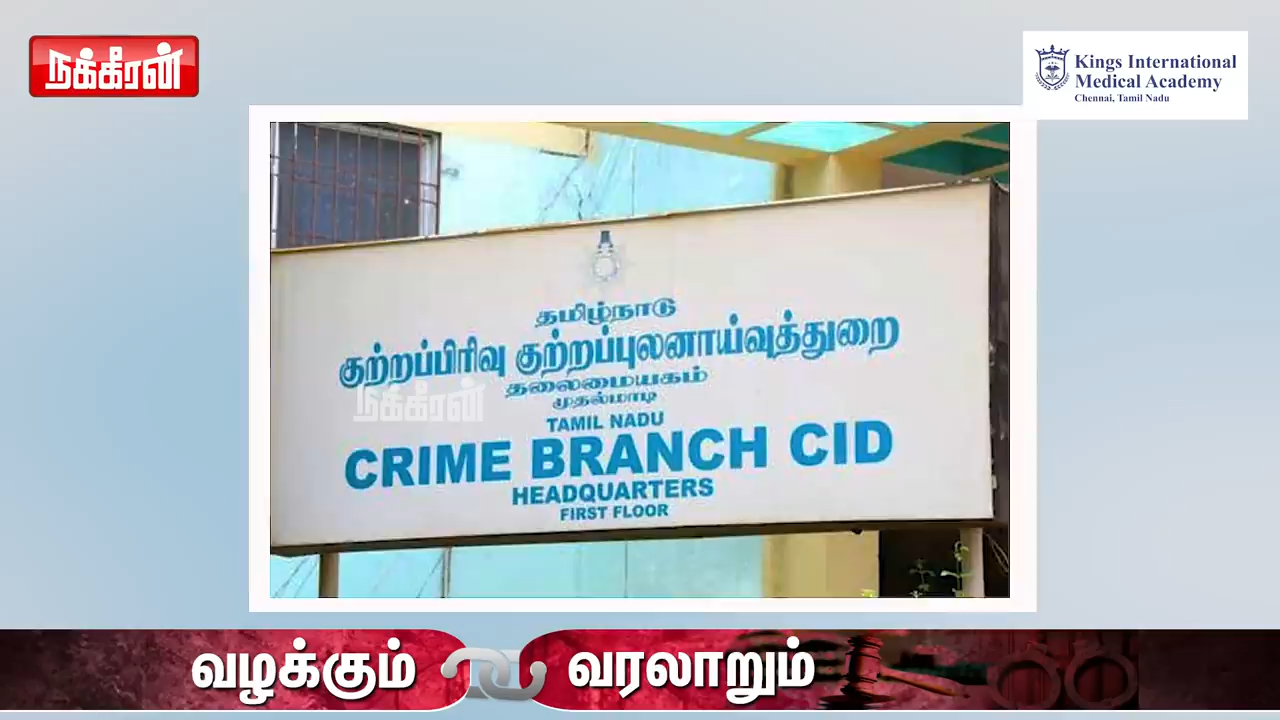 நக்கீரன்
Kings International
Medical Academy
Chennai, Tamil Nadu
தமிழ்நாடு
குற்றப்பிரிவு குற்றப்புலனாய்வுத்துறை
தலைமையகம்
முதல்மாடி
நக்கீரன்
TAMIL NADU
CRIME BRANCH CID
HEADQUARTERS
FIRST FLOOR
வழக்கும் வரலாறும்